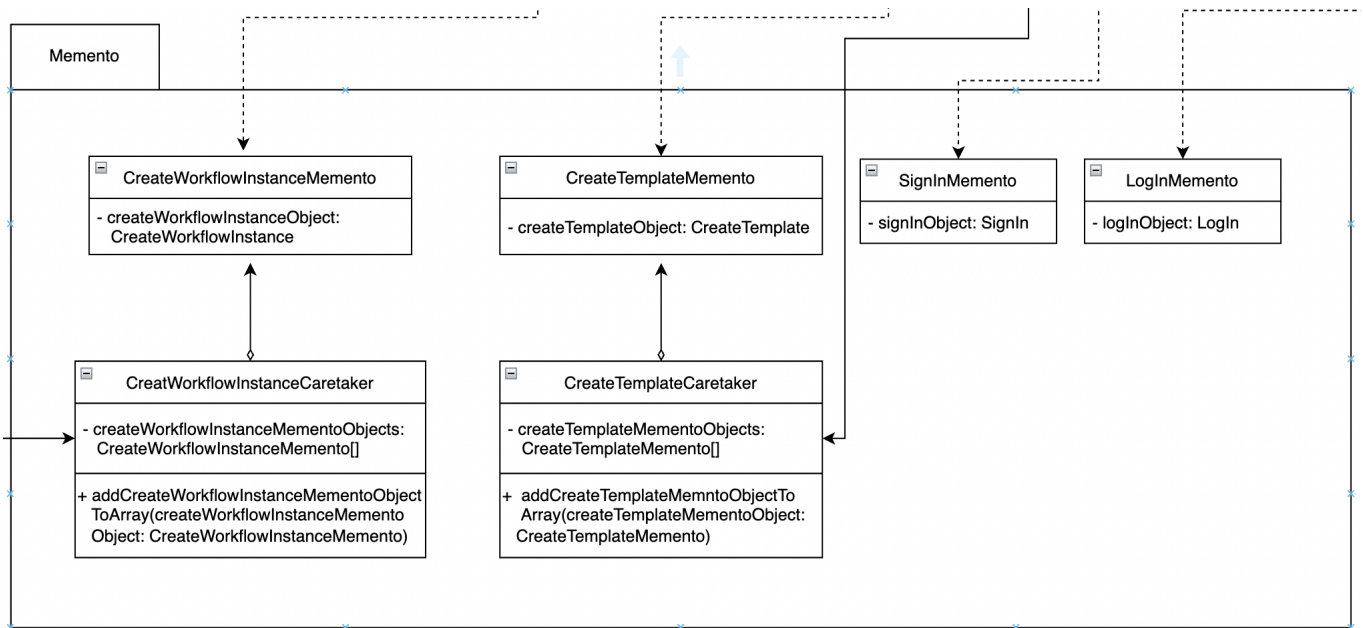 Memento
CreateWorkflowInstanceMemento
- createWorkflowInstanceObject:
CreateWorkflowInstance
CreateTemplateMemento
- createTemplateObject: CreateTemplate
SignInMemento
- signInObject: SignIn
LogInMemento
- logInObject: LogIn
CreatWorkflowInstanceCaretaker
- createWorkflowInstanceMementoObjects:
CreateWorkflowInstanceMemento[]
+ addCreateWorkflowInstanceMementoObject
ToArray(createWorkflowInstanceMemento
Object: CreateWorkflowInstanceMemento)
CreateTemplateCaretaker
- createTemplateMementoObjects:
CreateTemplateMemento[]
+ addCreateTemplateMemntoObjectTo
Array(createTemplateMementoObject:
CreateTemplateMemento)